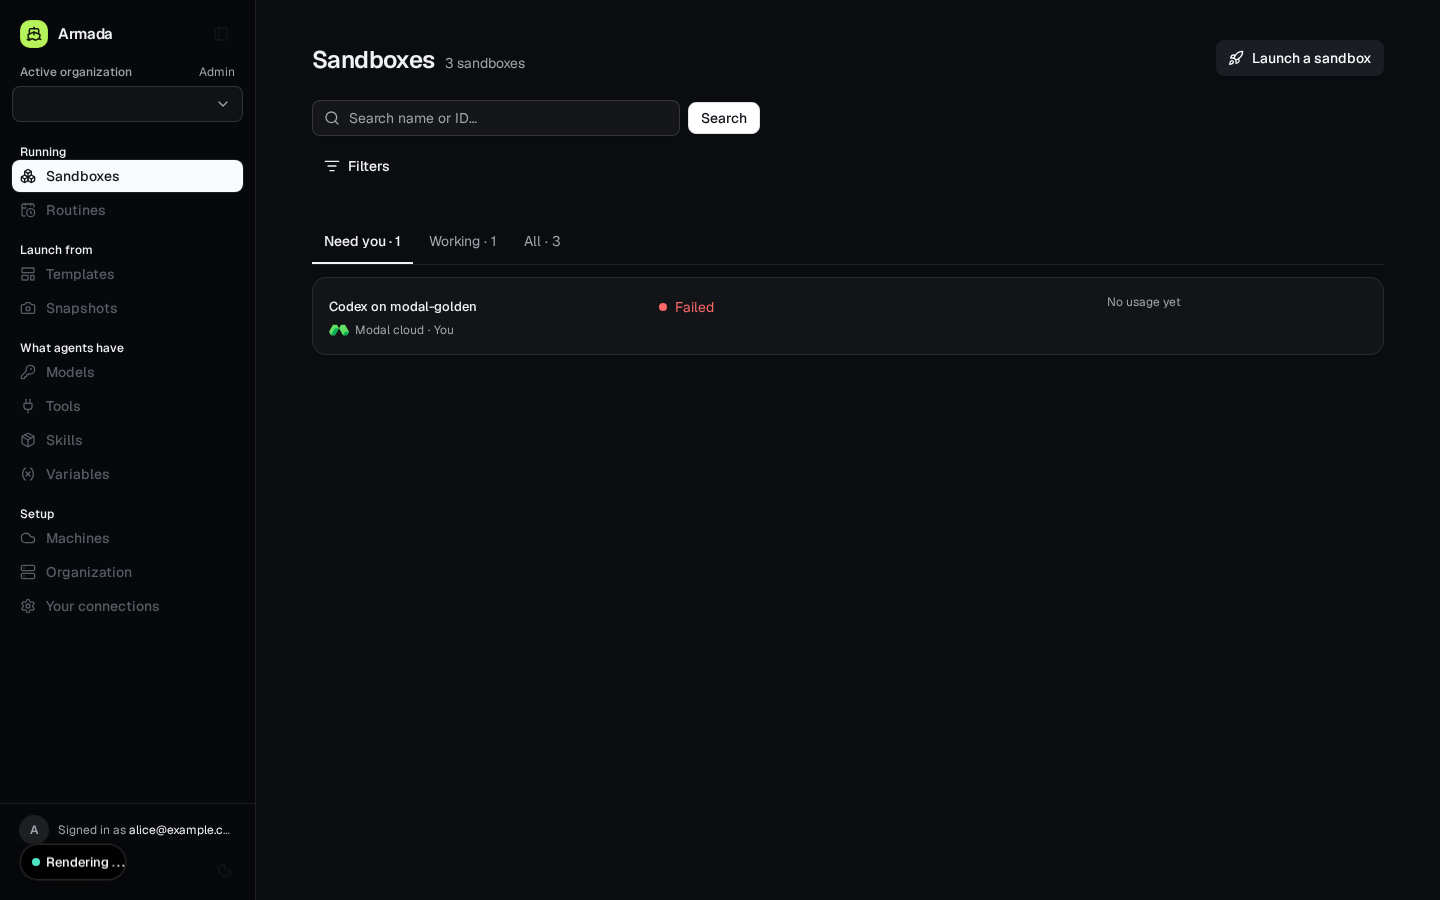 Armada
Active organization Admin
Running
Sandboxes
Routines
Launch from
Templates
Snapshots
What agents have
Models
Tools
Skills
Variables
Setup
Machines
Organization
Your connections
A Signed in as alice@example.c...
Rendering ...
Sandboxes 3 sandboxes
Launch a sandbox
Search name or ID...
Search
Filters
Need you · 1 Working · 1 All · 3
Codex on modal-golden Failed No usage yet
Modal cloud · You